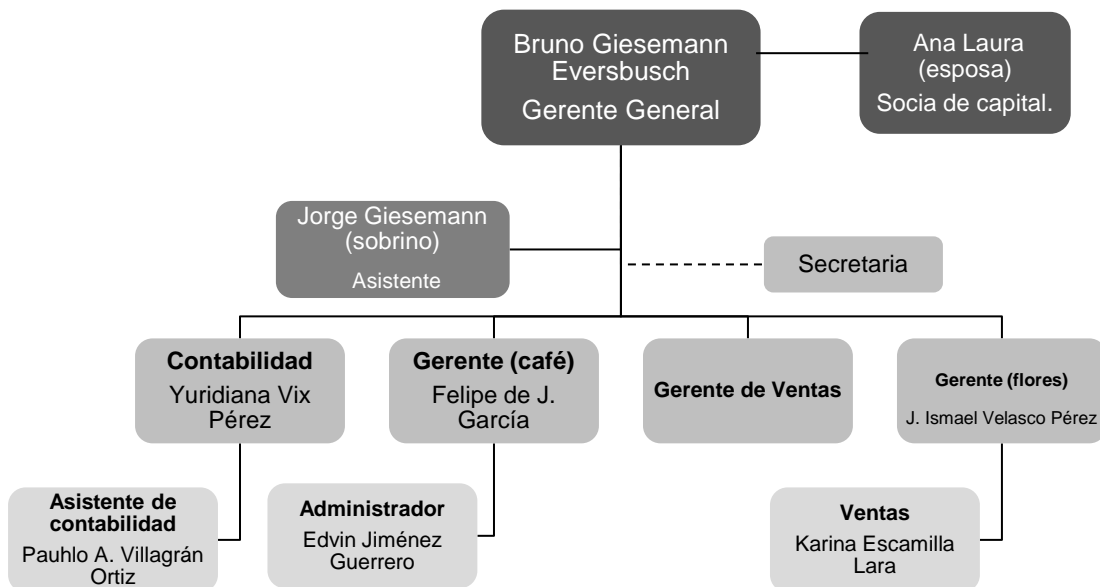 Bruno Giesemann
Eversbusch
Gerente General
Ana Laura
(esposa)
Socia de capital.
Jorge Giesemann
(sobrino)
Asistente
Secretaria
Contabilidad
Yuridiana Vix
Pérez
Gerente (café)
Felipe de J.
García
Gerente de Ventas
Gerente (flores)
J. Ismael Velasco Pérez
Asistente de
contabilidad
Pauhlo A. Villagrán
Ortiz
Administrador
Edvin Jiménez
Guerrero
Ventas
Karina Escamilla
Lara